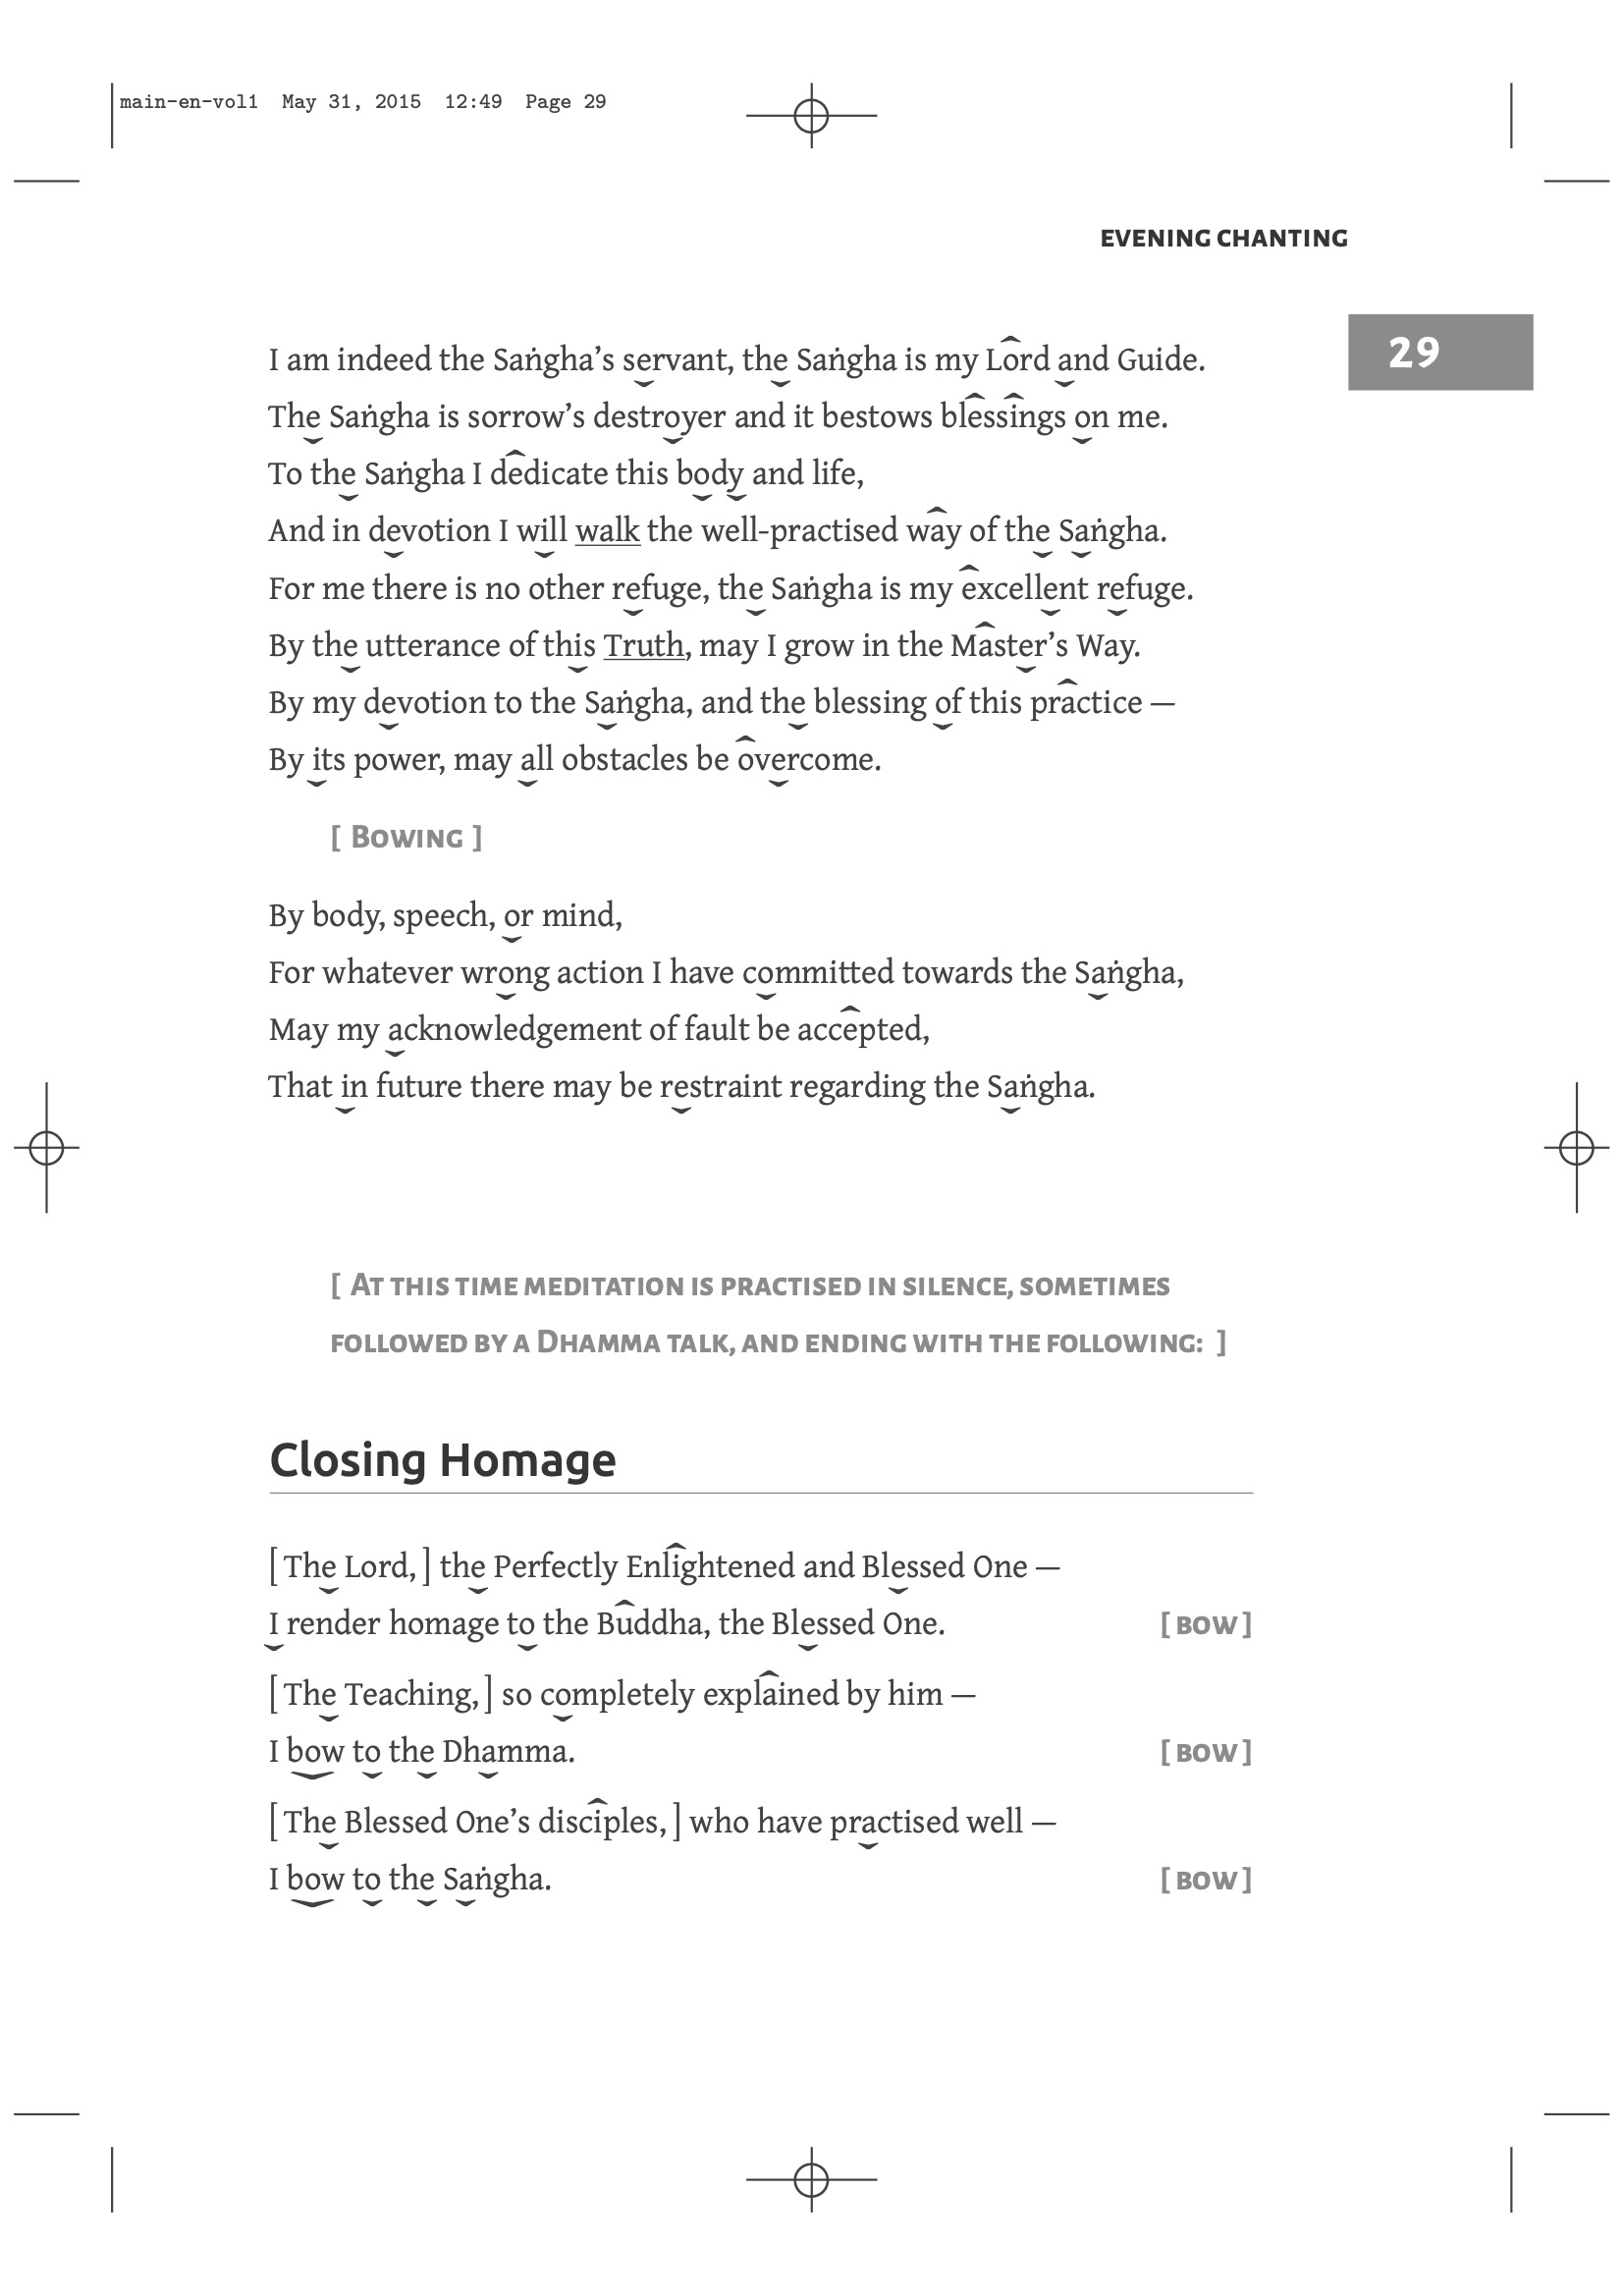 main-en-vol1 May 31, 2015 12:49 Page 29
EVENING CHANTING
29
I am indeed the Saṅgha’s servant, the Saṅgha is my Lord and Guide.
The Saṅgha is sorrow’s destroyer and it bestows blessings on me.
To the Saṅgha I dedicate this body and life,
And in devotion I will walk the well-practised way of the Saṅgha.
For me there is no other refuge, the Saṅgha is my excellent refuge.
By the utterance of this Truth, may I grow in the Master’s Way.
By my devotion to the Saṅgha, and the blessing of this practice —
By its power, may all obstacles be overcome.
[ Bowing ]
By body, speech, or mind,
For whatever wrong action I have committed towards the Saṅgha,
May my acknowledgement of fault be accepted,
That in future there may be restraint regarding the Saṅgha.
[ At this time meditation is practised in silence, sometimes
followed by a Dhamma talk, and ending with the following: ]
Closing Homage
[ The Lord, ] the Perfectly Enlightened and Blessed One —
I render homage to the Buddha, the Blessed One. [ bow ]
[ The Teaching, ] so completely explained by him —
I bow to the Dhamma. [ bow ]
[ The Blessed One’s disciples, ] who have practised well —
I bow to the Saṅgha. [ bow ]